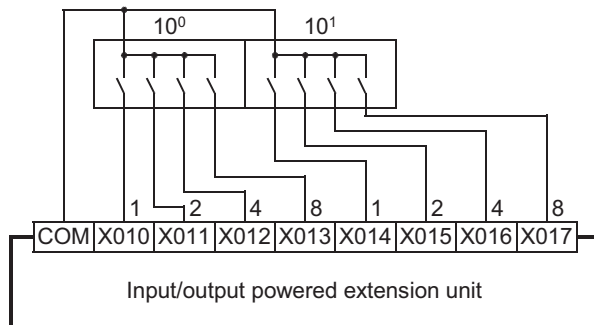 10⁰ 10¹
1 2 4 8 1 2 4 8
COM X010 X011 X012 X013 X014 X015 X016 X017
Input/output powered extension unit